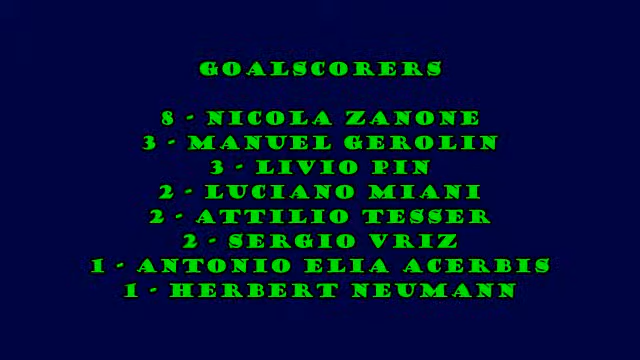 GOALSCORERS
8 - NICOLA ZANONE
3 - MANUEL GEROLIN
3 - LIVIO PIN
2 - LUCIANO MIANI
2 - ATTILIO TESSER
2 - SERGIO VRIZ
1 - ANTONIO ELIA ACERBIS
1 - HERBERT NEUMANN